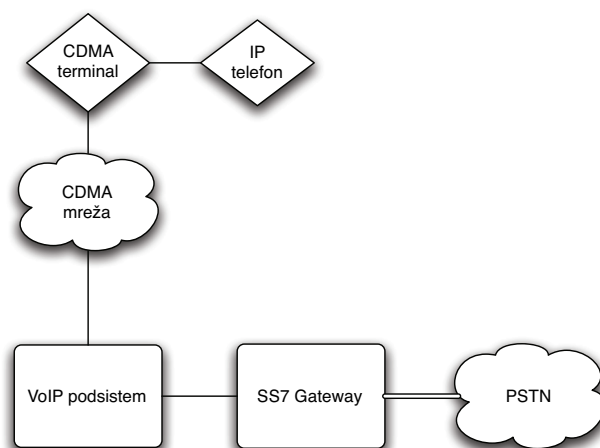 CDMA
terminal
IP
telefon
CDMA
mreža
VoIP podsistem
SS7 Gateway
PSTN